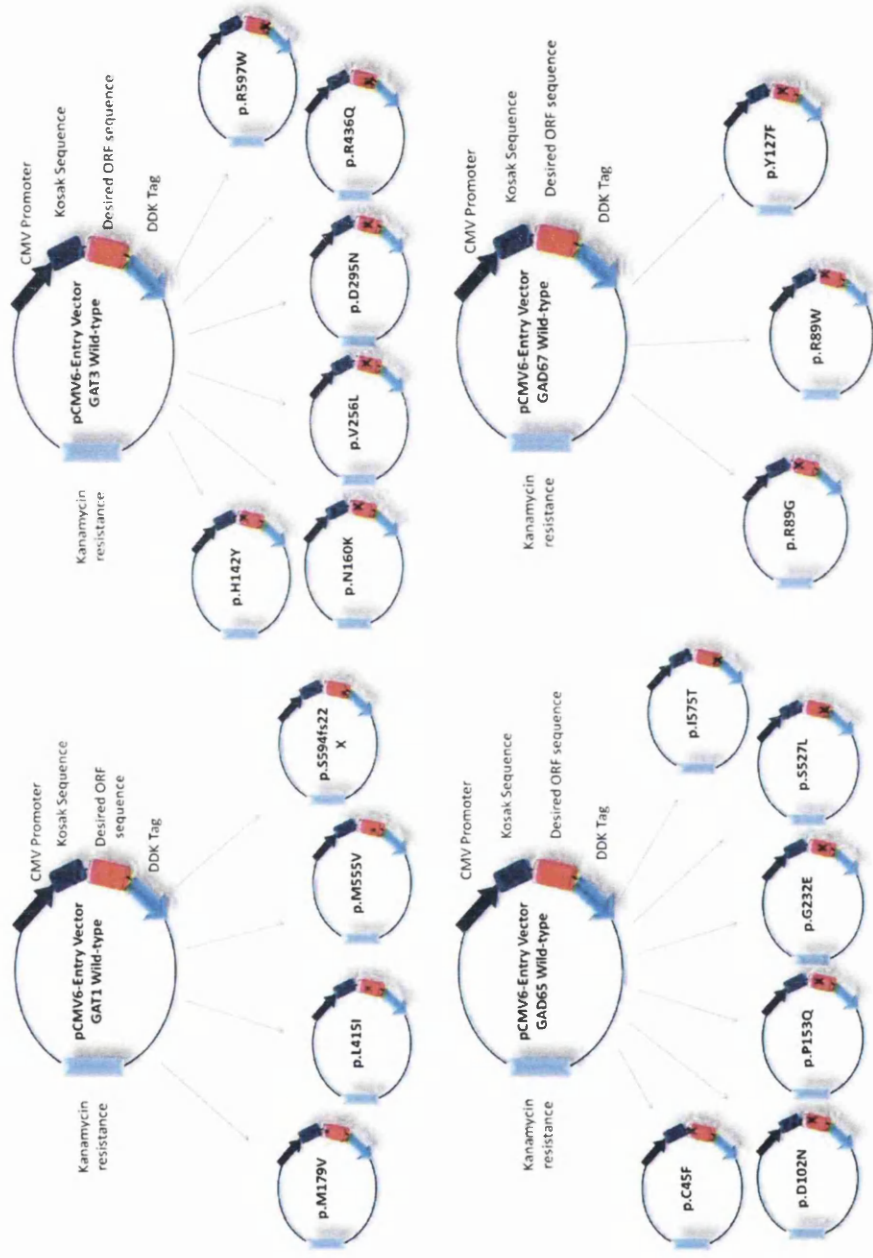 CMV Promoter
Kosak Sequence
Desired ORF
sequence
DDK Tag
pCMV6-Entry Vector
GAT1 Wild-type
Kanamycin
resistance
p.M179V
p.L415I
p.M555V
p.S594fs22
X
CMV Promoter
Kosak Sequence
Desired ORF sequence
DDK Tag
pCMV6-Entry Vector
GAT3 Wild-type
Kanamycin
resistance
p.H142Y
p.N160K
p.V256L
p.D295N
p.R436Q
p.R597W
CMV Promoter
Kosak Sequence
Desired ORF sequence
DDK Tag
pCMV6-Entry Vector
GAD65 Wild-type
Kanamycin
resistance
p.C45F
p.D102N
p.P153Q
p.G232E
p.S527L
p.I575T
CMV Promoter
Kosak Sequence
Desired ORF sequence
DDK Tag
pCMV6-Entry Vector
GAD67 Wild-type
Kanamycin
resistance
p.R89G
p.R89W
p.Y127F